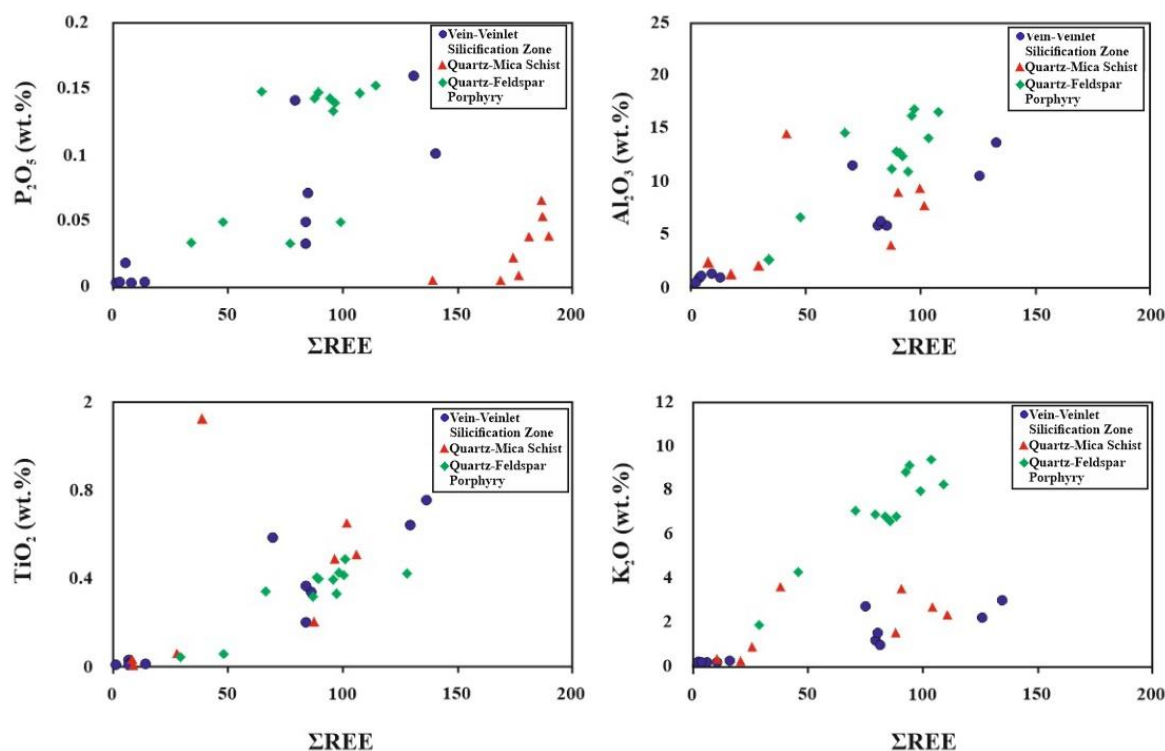 P₂O₅ (wt.%)
0.2
0.15
0.1
0.05
0
0 50 100 150 200
ΣREE
Vein-Veinlet
Silicification Zone
Quartz-Mica Schist
Quartz-Feldspar
Porphyry
Al₂O₃ (wt.%)
25
20
15
10
5
0
0 50 100 150 200
ΣREE
Vein-Veinlet
Silicification Zone
Quartz-Mica Schist
Quartz-Feldspar
Porphyry
TiO₂ (wt.%)
2
0.8
0.4
0
0 50 100 150 200
ΣREE
Vein-Veinlet
Silicification Zone
Quartz-Mica Schist
Quartz-Feldspar
Porphyry
K₂O (wt.%)
12
10
8
6
4
2
0
0 50 100 150 200
ΣREE
Vein-Veinlet
Silicification Zone
Quartz-Mica Schist
Quartz-Feldspar
Porphyry